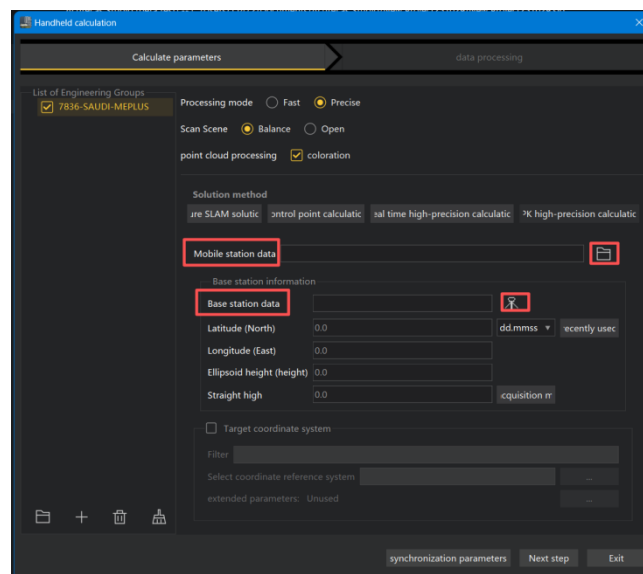 Handheld calculation
Calculate parameters
data processing
List of Engineering Groups
7836-SAUDI-MEPLUS
Processing mode Fast Precise
Scan Scene Balance Open
point cloud processing coloration
Solution method
ure SLAM solutic ontrol point calculatic eal time high-precision calculatic PK high-precision calculatic
Mobile station data
Base station information
Base station data
Latitude (North) 0.0 dd.mmss ecently usec
Longitude (East) 0.0
Ellipsoid height (height) 0.0
Straight high 0.0 cquisition m
Target coordinate system
Filter
Select coordinate reference system ...
extended parameters: Unused ...
synchronization parameters Next step Exit